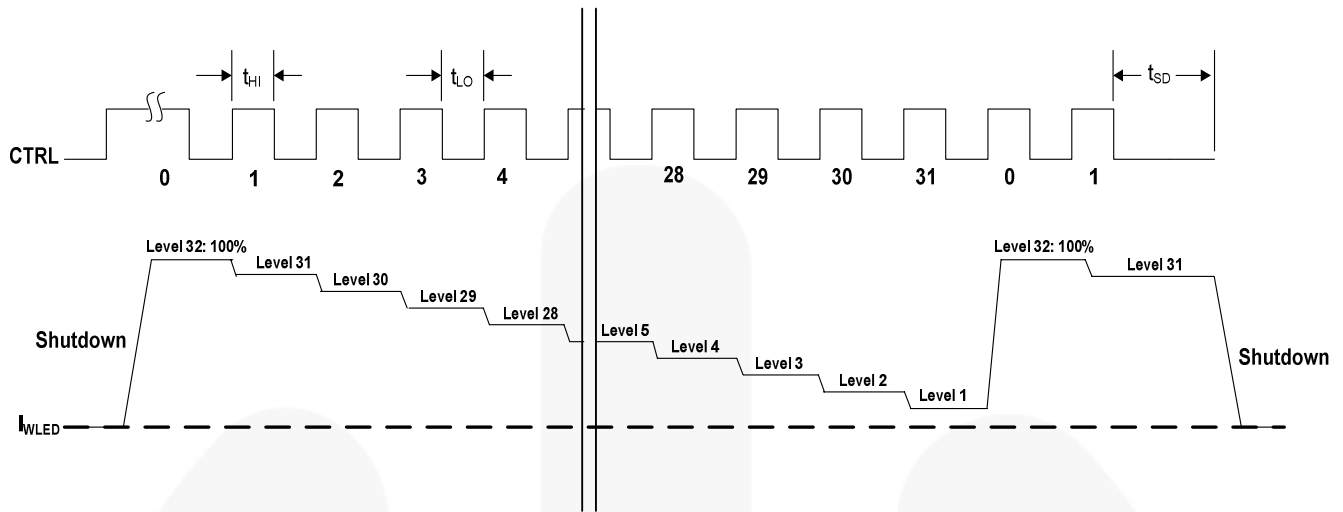 tHI
tLO
tSD
CTRL
0 1 2 3 4 28 29 30 31 0 1
Level 32: 100%
Level 31
Level 30
Level 29
Level 28
Level 5
Level 4
Level 3
Level 2
Level 1
Level 32: 100%
Level 31
Shutdown
Shutdown
IWLED